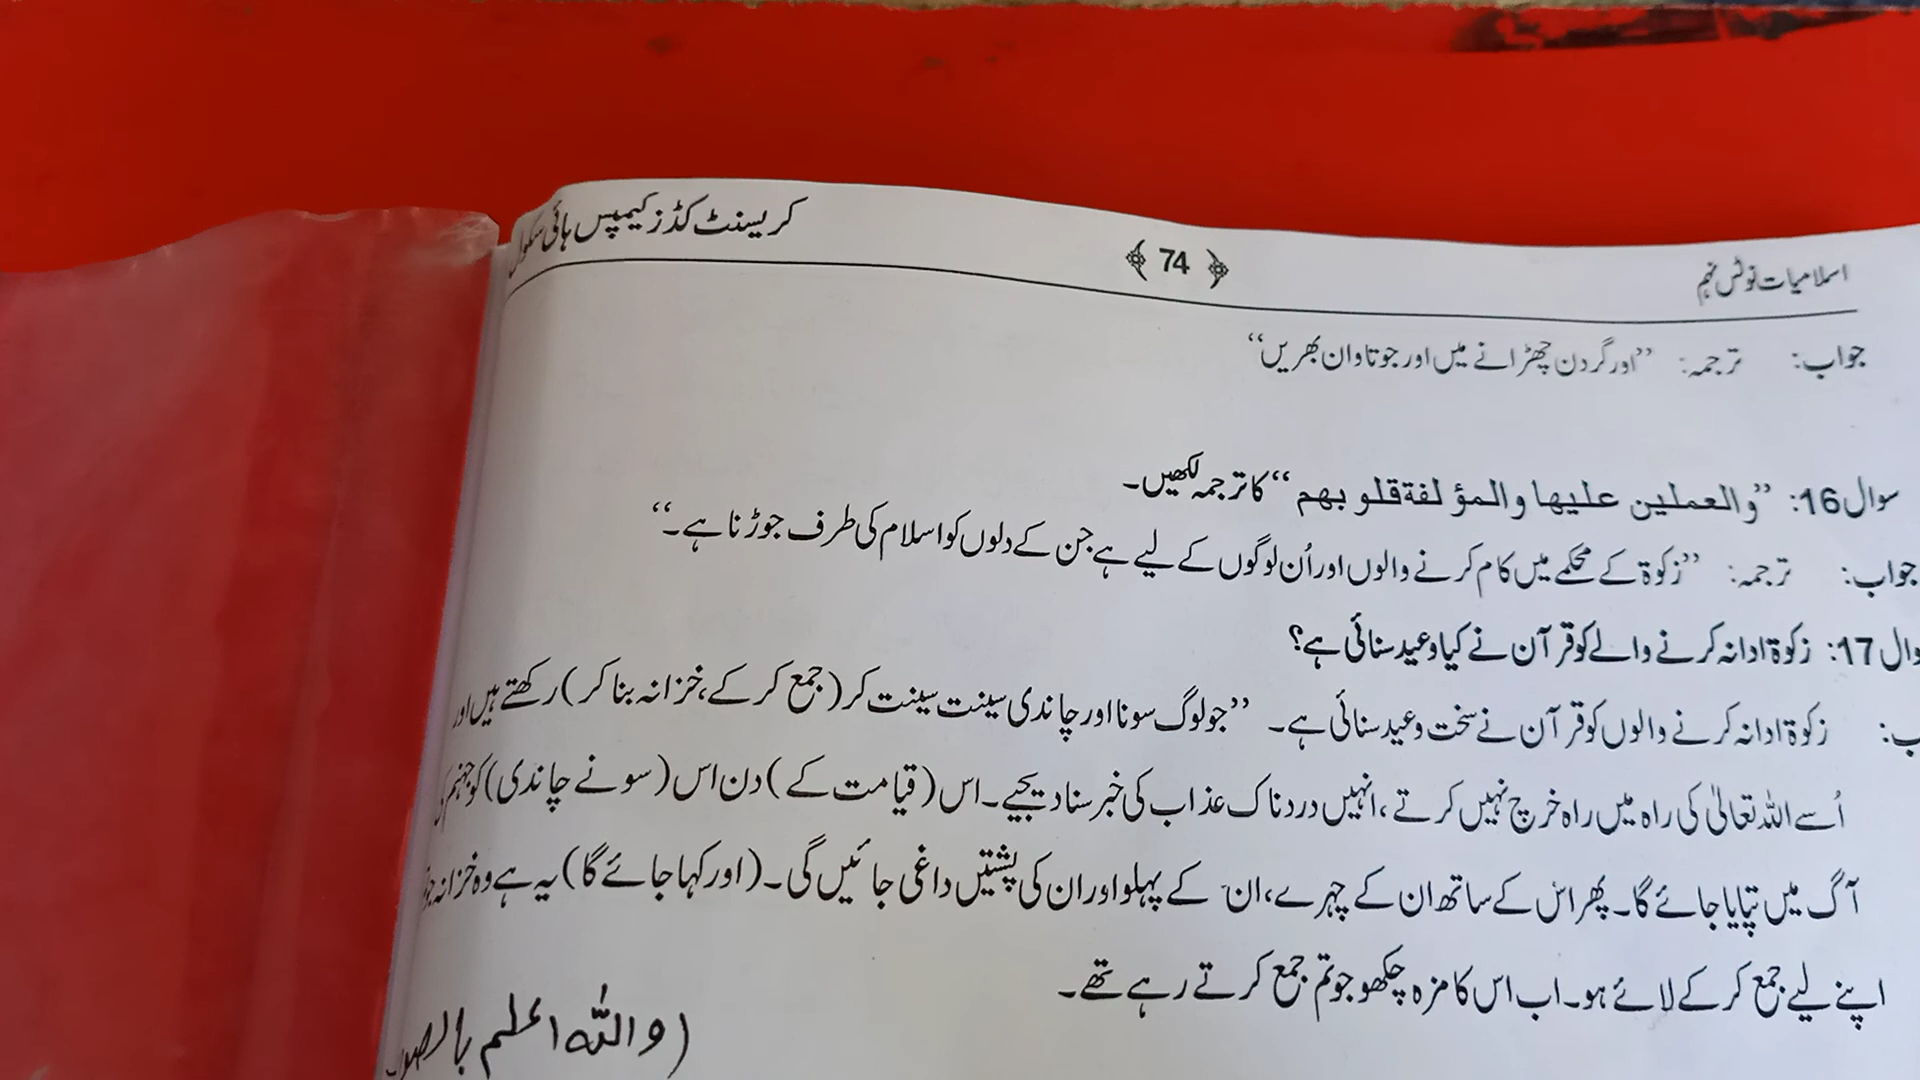 اسلامیات نوٹس نہم ﴿74﴾ کریسنٹ کڈز کیمپس ہائی سکول
جواب: ترجمہ: ”اور گردن چھڑانے میں اور جو تاوان بھریں“
سوال16: ”والعملین علیها والمؤ لفة قلو بهم“ کا ترجمہ لکھیں۔
جواب: ترجمہ: ”زکوٰۃ کے محکمے میں کام کرنے والوں اور اُن لوگوں کے لیے ہے جن کے دلوں کو اسلام کی طرف جوڑنا ہے۔“
وال17: زکوٰۃ ادا نہ کرنے والے کو قرآن نے کیا وعید سنائی ہے؟
ب: زکوٰۃ ادا نہ کرنے والوں کو قرآن نے سخت وعید سنائی ہے۔ ”جو لوگ سونا اور چاندی سینت سینت کر (جمع کر کے، خزانہ بنا کر) رکھتے ہیں اور
اُسے اللہ تعالیٰ کی راہ میں راہ خرچ نہیں کرتے، انہیں دردناک عذاب کی خبر سنا دیجیے۔ اس (قیامت کے) دن اس (سونے چاندی) کو جہنم کی
آگ میں تپایا جائے گا۔ پھر اس کے ساتھ ان کے چہرے، ان کے پہلو اور ان کی پشتیں داغی جائیں گی۔ (اور کہا جائے گا) یہ ہے وہ خزانہ جو
اپنے لیے جمع کر کے لائے ہو۔ اب اس کا مزہ چکھو جو تم جمع کرتے رہے تھے۔
(واللہ اعلم